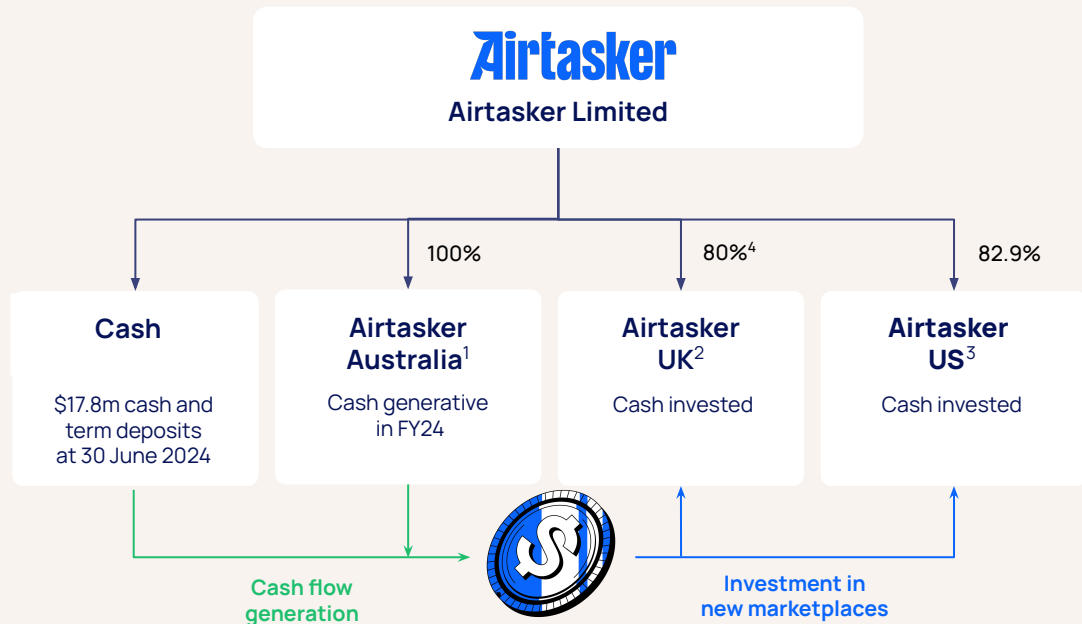 Airtasker
Airtasker Limited
100%
80%⁴
82.9%
Cash
$17.8m cash and
term deposits
at 30 June 2024
Airtasker
Australia¹
Cash generative
in FY24
Airtasker
UK²
Cash invested
Airtasker
US³
Cash invested
$
Cash flow
generation
Investment in
new marketplaces